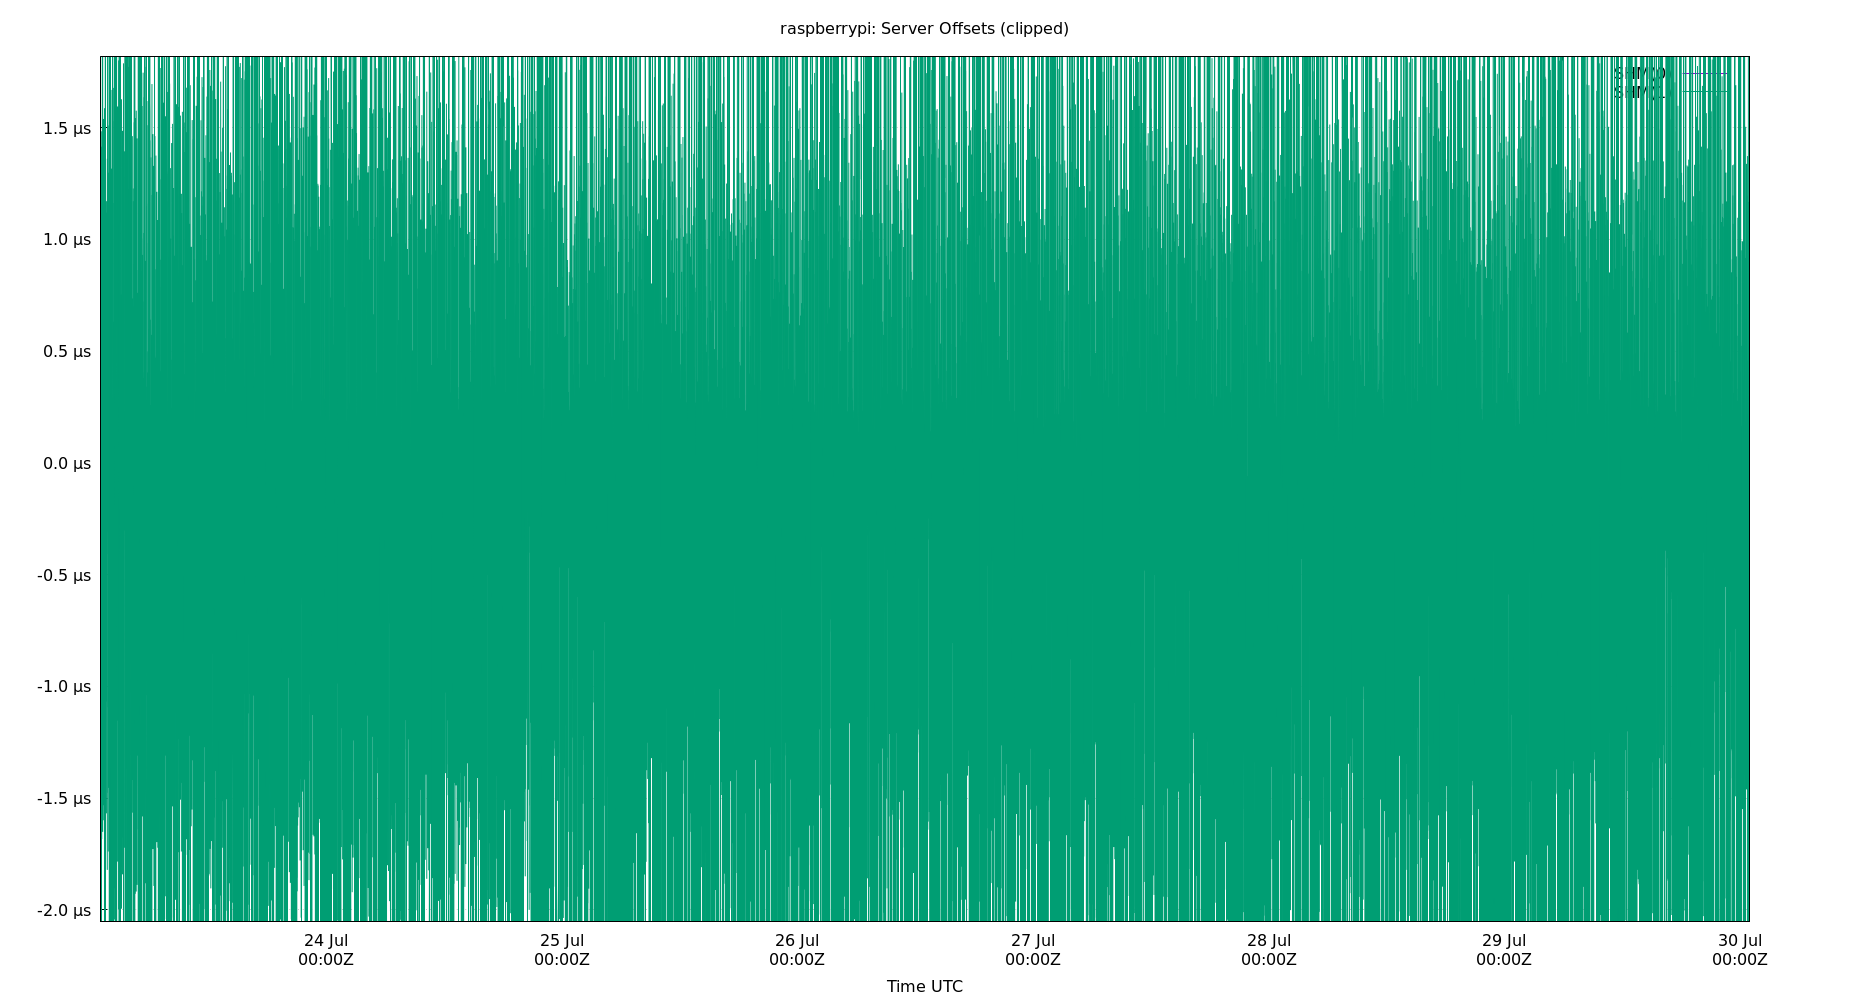 raspberrypi: Server Offsets (clipped)
1.5 µs
1.0 µs
0.5 µs
0.0 µs
-0.5 µs
-1.0 µs
-1.5 µs
-2.0 µs
24 Jul
00:00Z
25 Jul
00:00Z
26 Jul
00:00Z
27 Jul
00:00Z
28 Jul
00:00Z
29 Jul
00:00Z
30 Jul
00:00Z
Time UTC